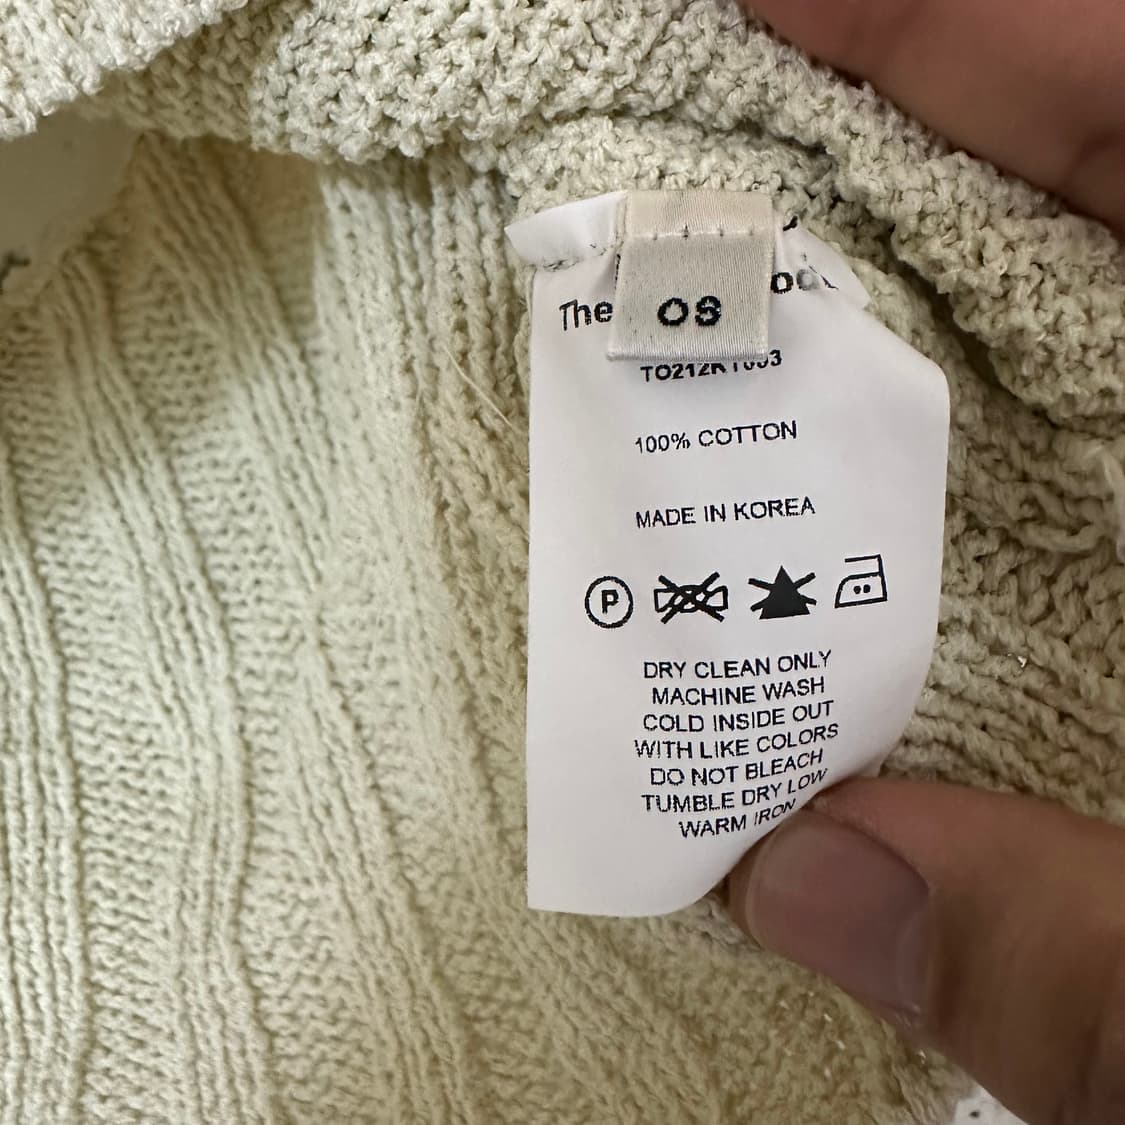 OS
The
100% COTTON
MADE IN KOREA
P
DRY CLEAN ONLY
MACHINE WASH
COLD INSIDE OUT
WITH LIKE COLORS
DO NOT BLEACH
TUMBLE DRY LOW
WARM IRON